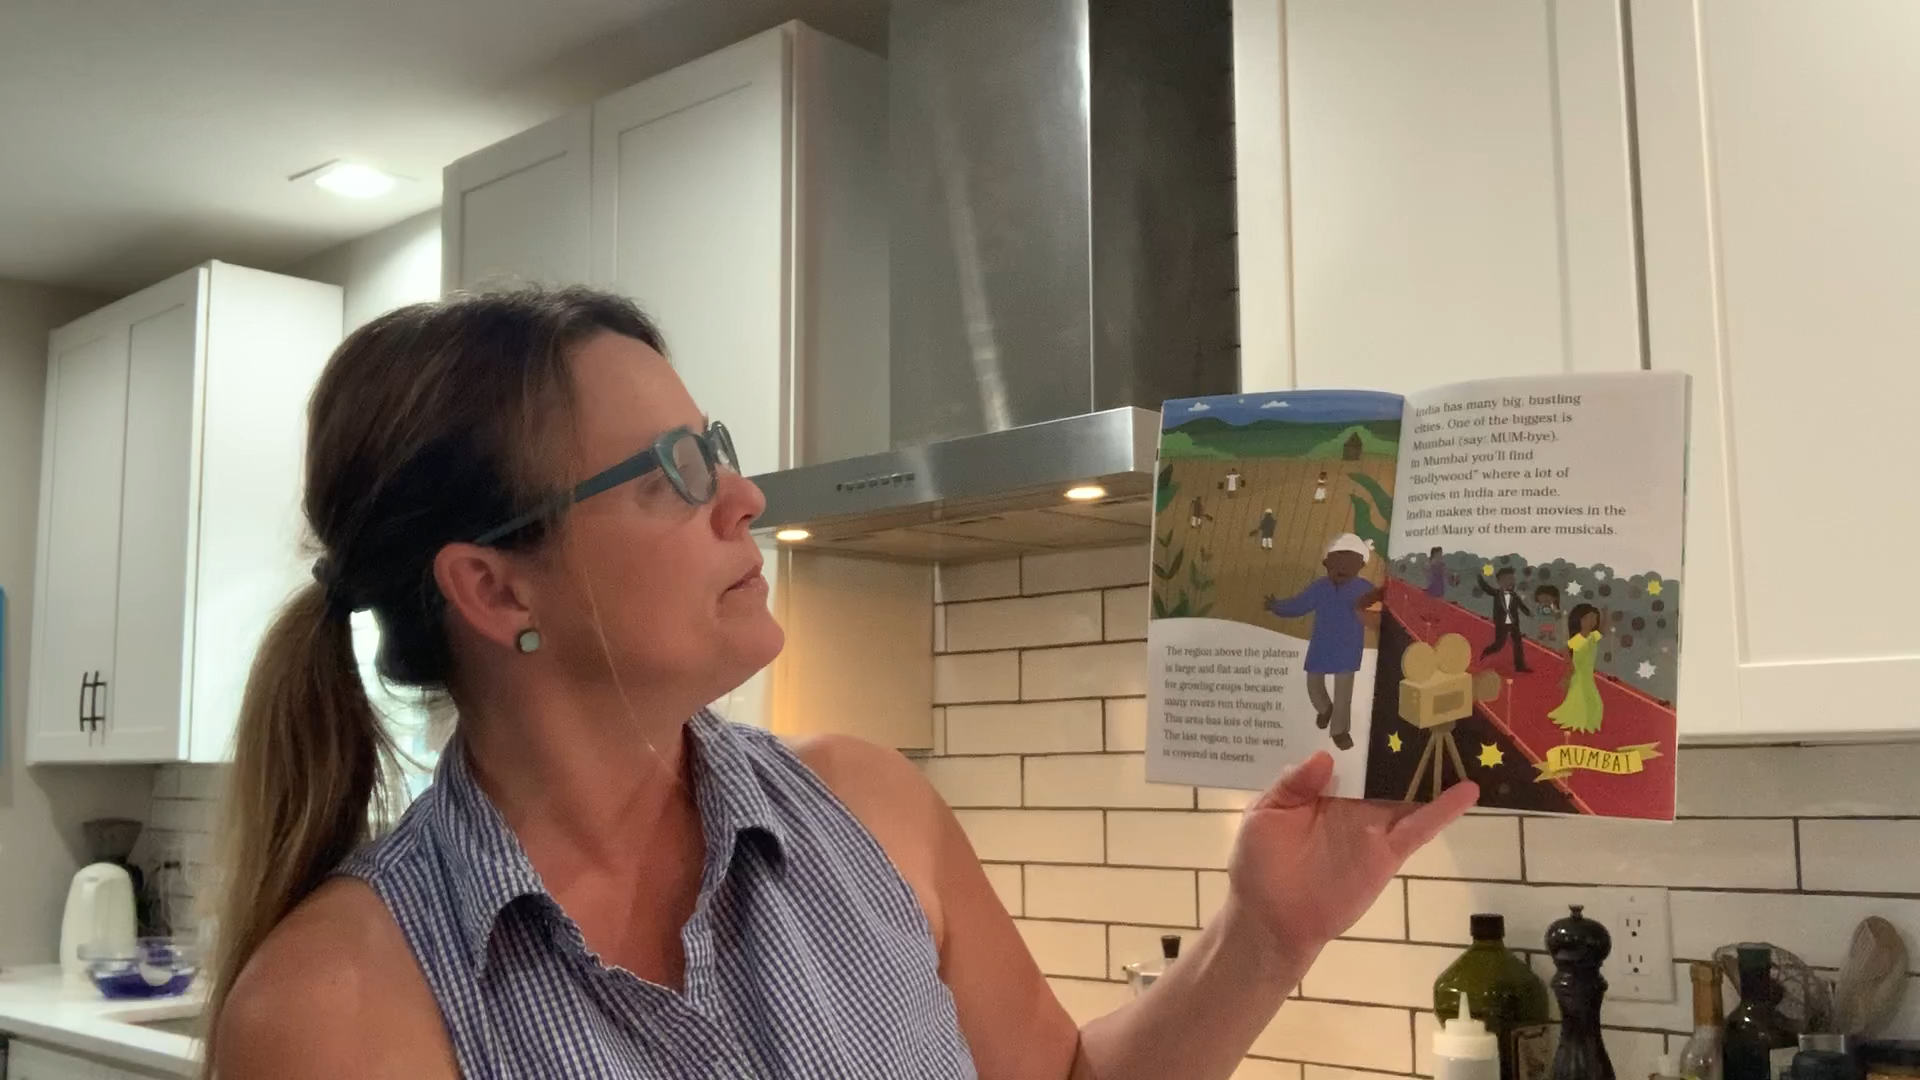 The region above the plateau
is large and flat and is great
for growing crops because
many rivers run through it.
This area has lots of farms.
The last region, to the west,
is covered in deserts.
India has many big, bustling
cities. One of the biggest is
Mumbai (say: MUM-bye).
In Mumbai you'll find
"Bollywood" where a lot of
movies in India are made.
India makes the most movies in the
world! Many of them are musicals.
MUMBAI